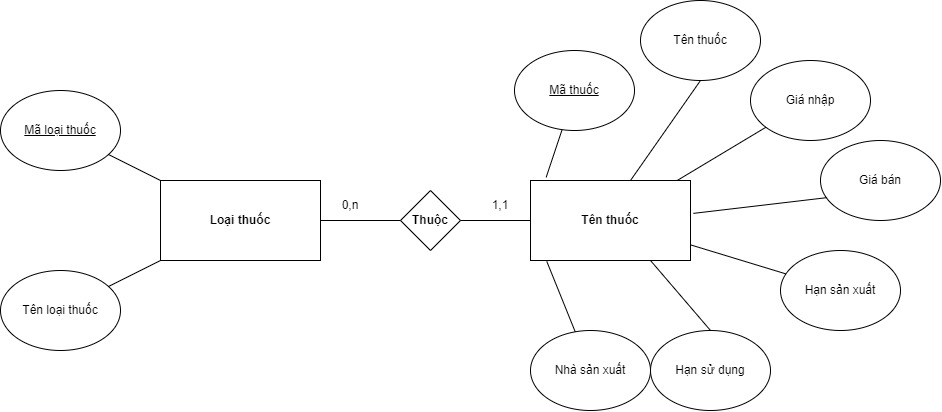 Tên thuốc
Mã thuốc
Giá nhập
Mã loại thuốc
Giá bán
Loại thuốc
0,n
Thuộc
1,1
Tên thuốc
Hạn sản xuất
Tên loại thuốc
Nhà sản xuất
Hạn sử dụng